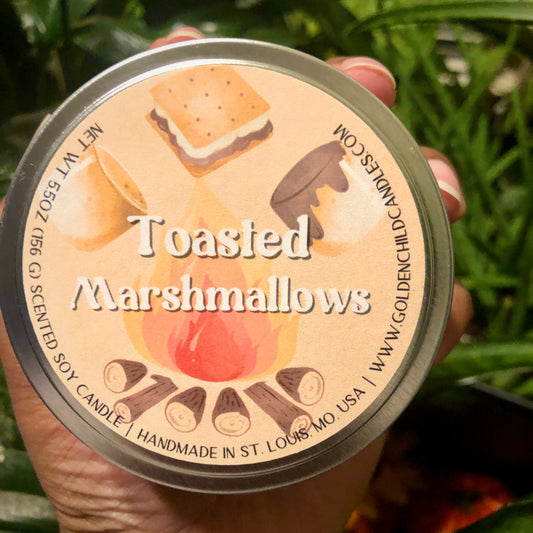 Toasted
Marshmallows
NET WT 5.5OZ (156 G) SCENTED SOY CANDLE | HANDMADE IN ST. LOUIS, MO. USA | WWW.GOLDENCHILDCANDLES.COM